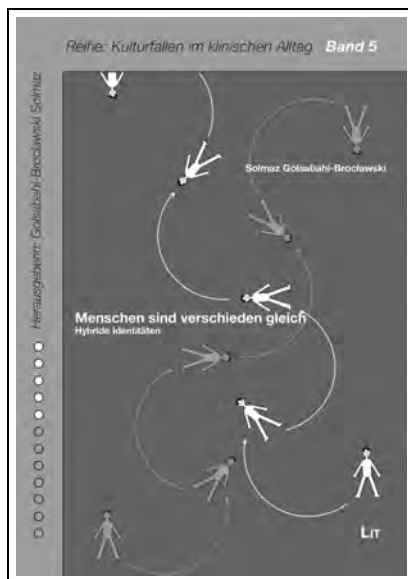 Reihe: Kulturfallen im klinischen Alltag Band 5
Herausgeberin: Golsabahi-Broclawski Solmaz
Solmaz Golsabahi-Broclawski
Menschen sind verschieden gleich
Hybride Identitäten
LIT